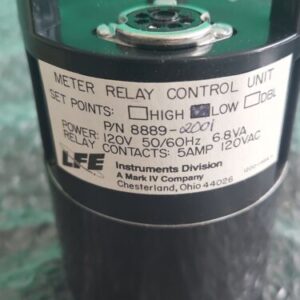 METER RELAY CONTROL UNIT
SET POINTS: HIGH LOW DBL
P/N 8889-2001
POWER: 120V 50/60Hz, 6.8VA
RELAY CONTACTS: 5AMP 120VAC
LFE Instruments Division
A Mark IV Company
Chesterland, Ohio 44026